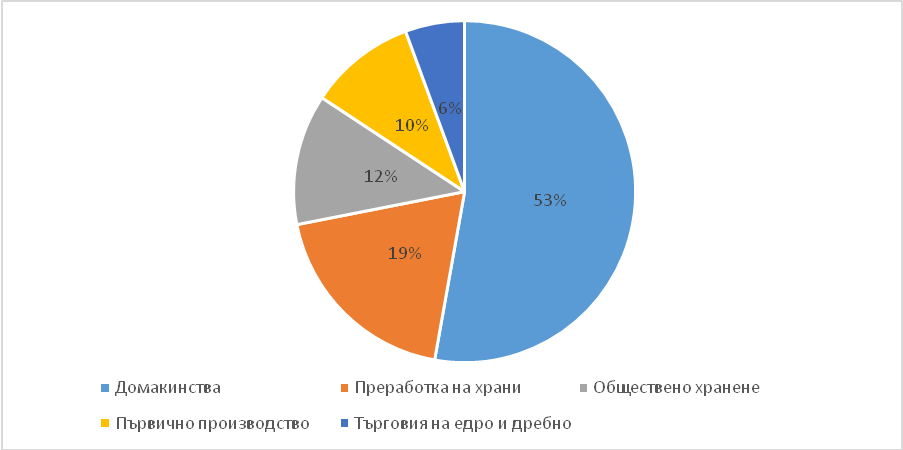 6%
10%
12%
53%
19%
Домакинства Преработка на храни Обществено хранене
Първично производство Търговия на едро и дребно